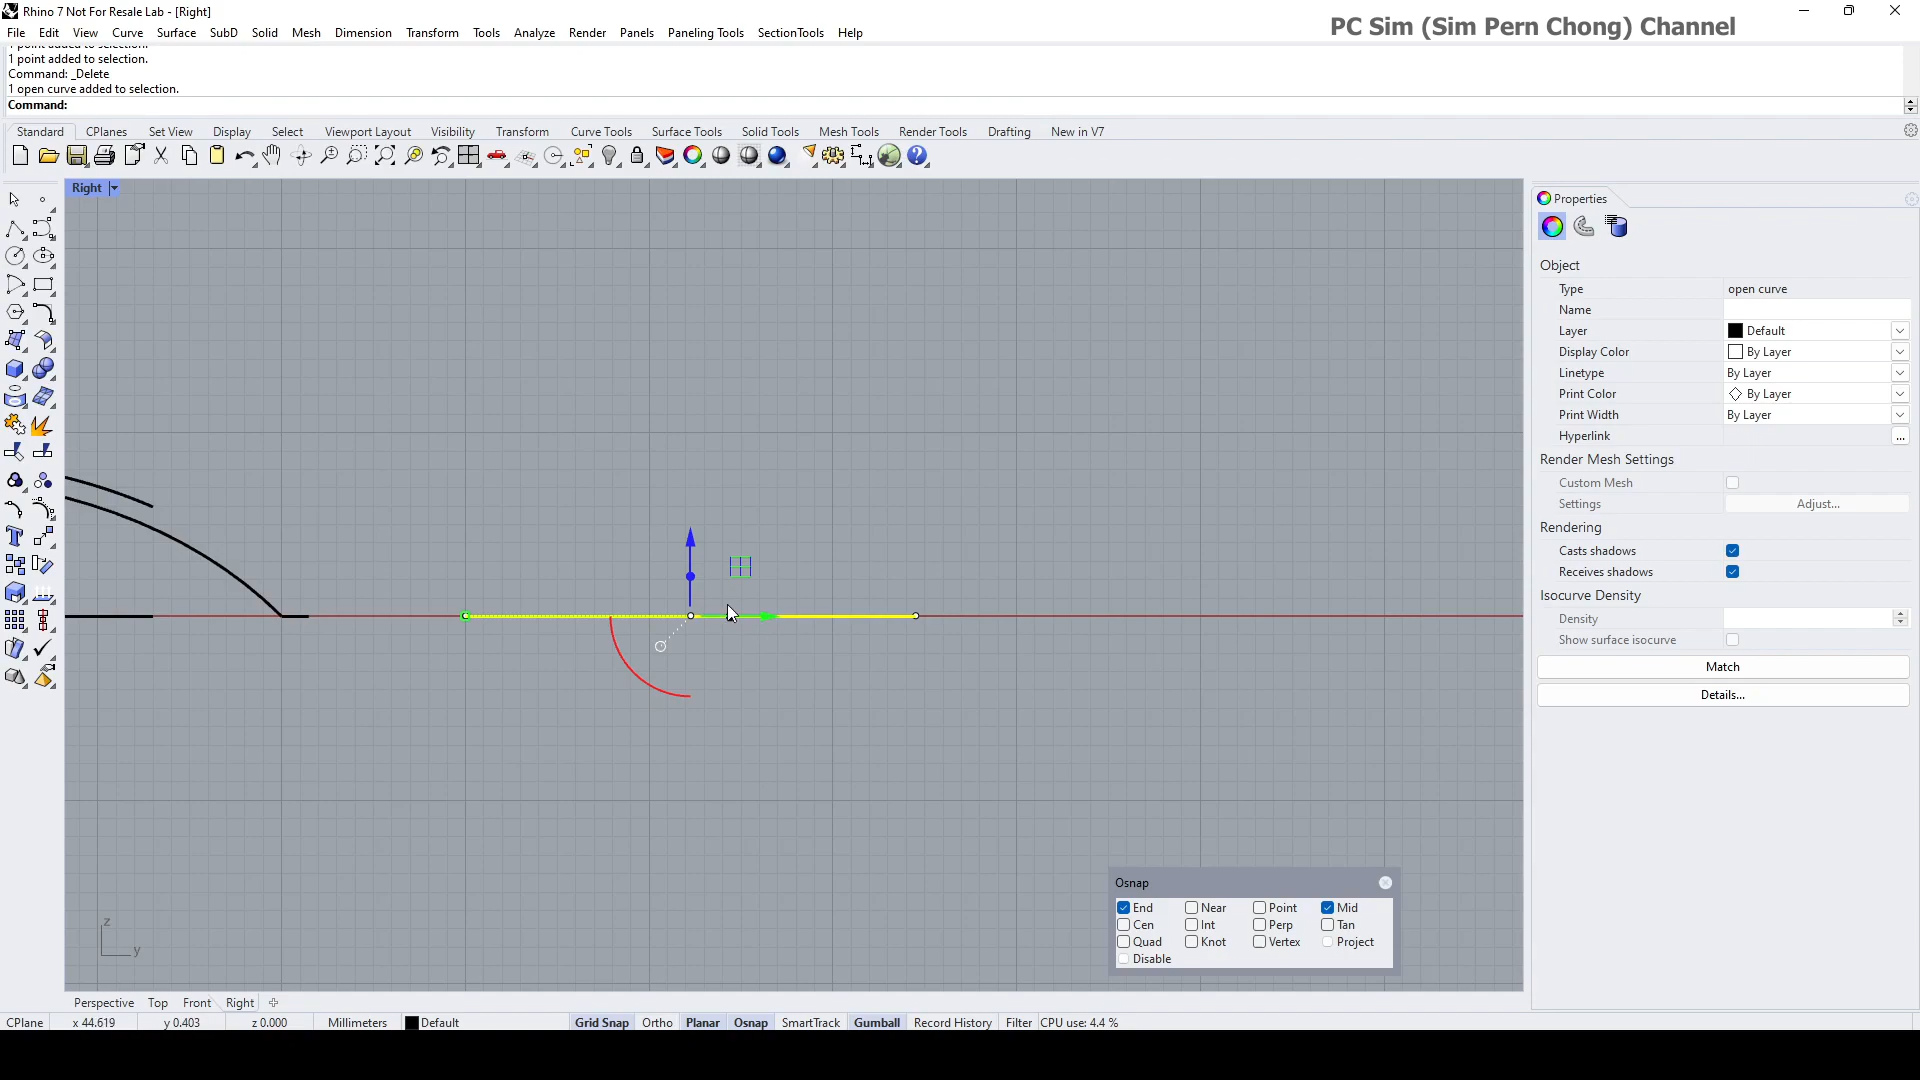 Rhino 7 Not For Resale Lab - [Right]
PC Sim (Sim Pern Chong) Channel
File Edit View Curve Surface SubD Solid Mesh Dimension Transform Tools Analyze Render Panels Paneling Tools SectionTools Help
1 point added to selection.
1 point added to selection.
Command: _Delete
1 open curve added to selection.
Command:
Standard CPlanes Set View Display Select Viewport Layout Visibility Transform Curve Tools Surface Tools Solid Tools Mesh Tools Render Tools Drafting New in V7
Right
Properties
Object
Type open curve
Name
Layer Default
Display Color By Layer
Linetype By Layer
Print Color By Layer
Print Width By Layer
Hyperlink ...
Render Mesh Settings
Custom Mesh
Settings Adjust...
Rendering
Casts shadows
Receives shadows
Isocurve Density
Density
Show surface isocurve
Match
Details...
Osnap
End Near Point Mid
Cen Int Perp Tan
Quad Knot Vertex Project
Disable
z
y
Perspective Top Front Right
CPlane x 44.619 y 0.403 z 0.000 Millimeters Default Grid Snap Ortho Planar Osnap SmartTrack Gumball Record History Filter CPU use: 4.4 %